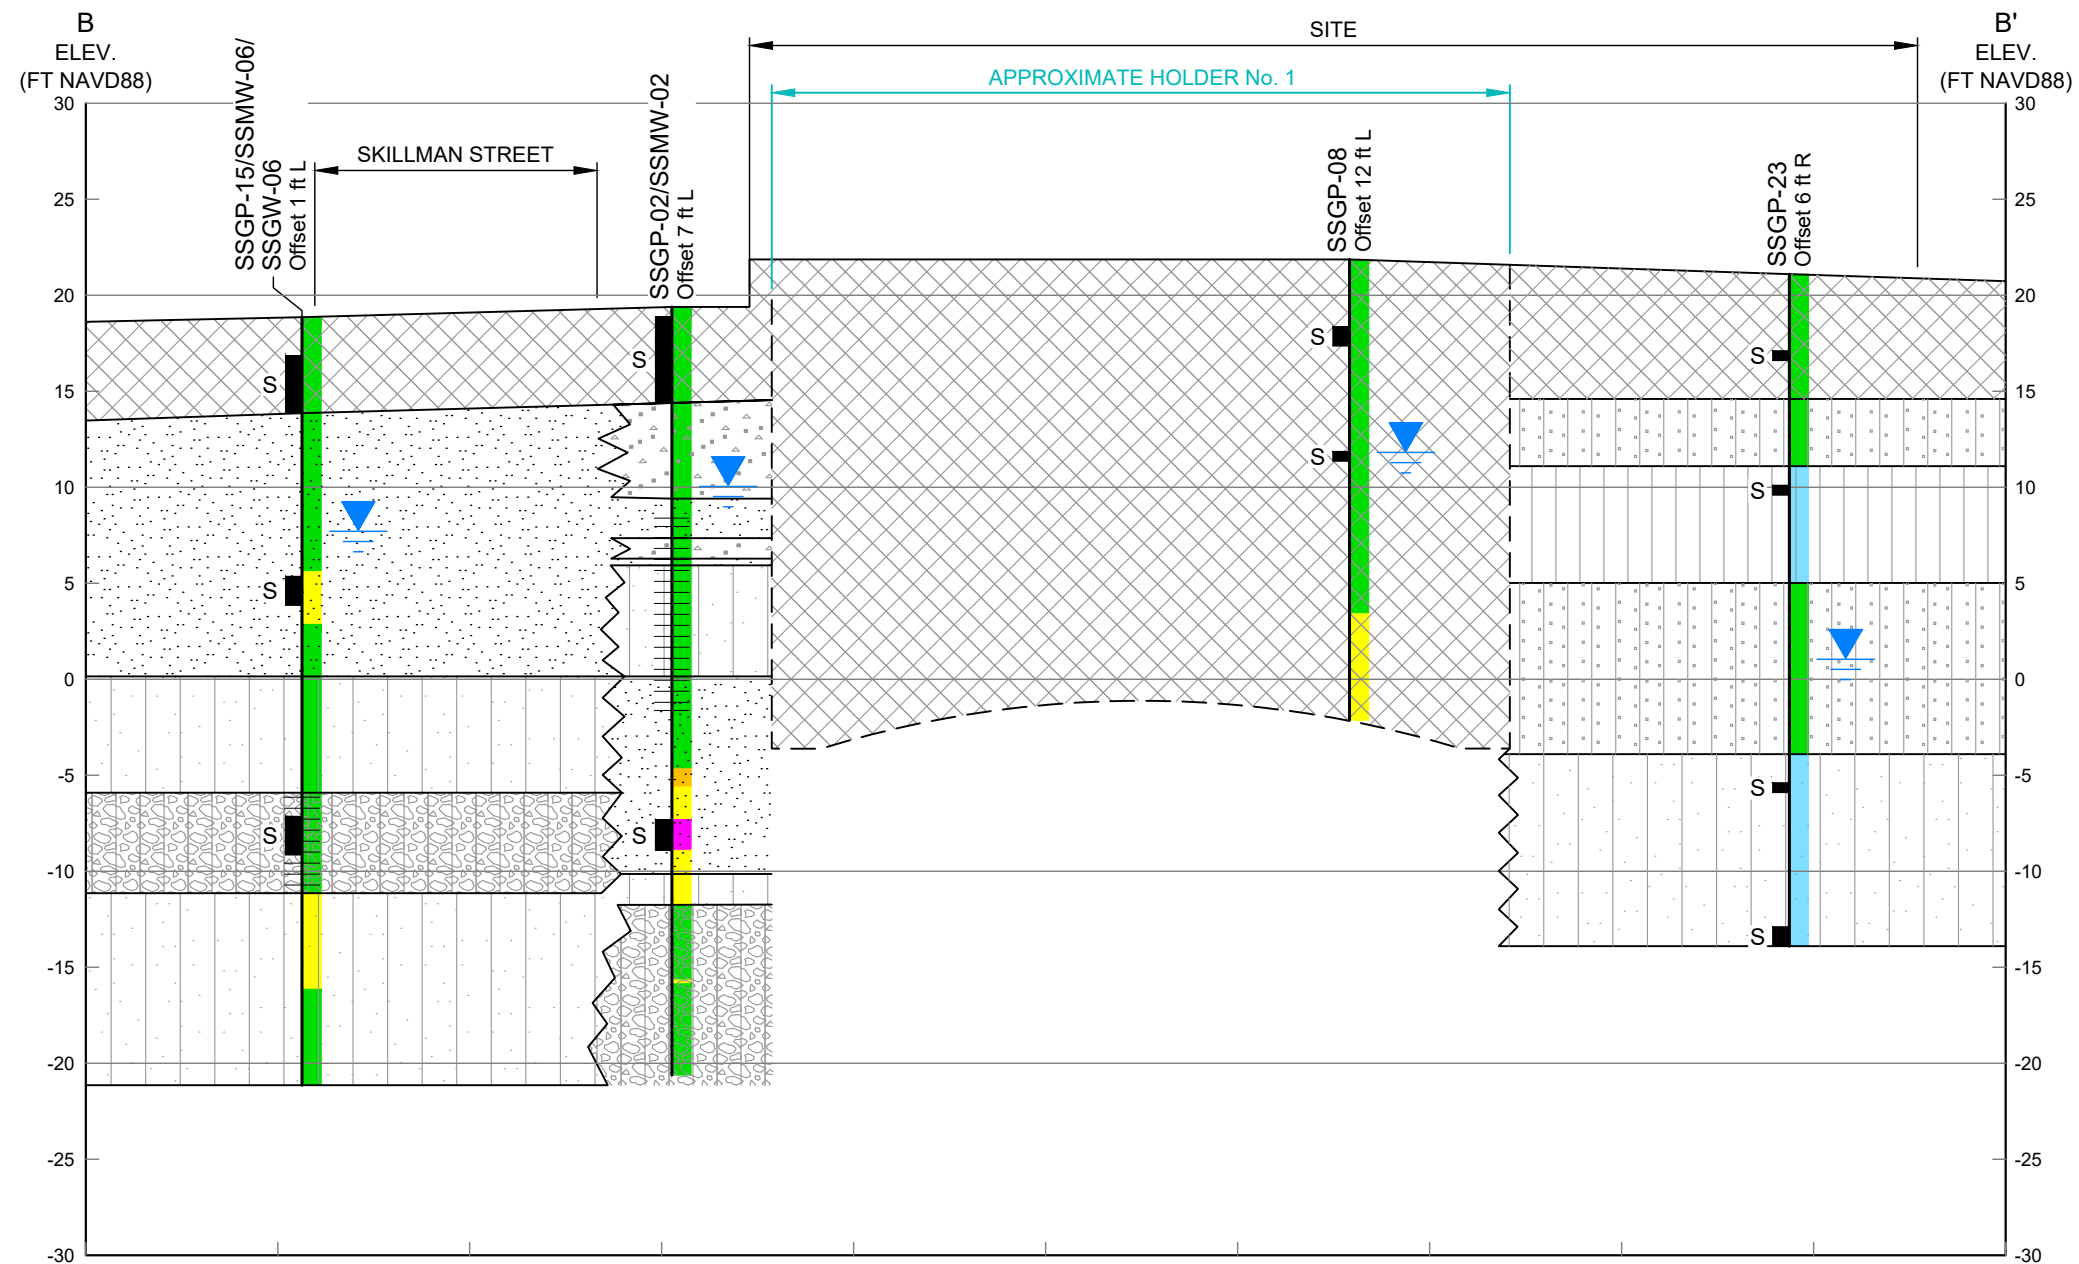 B
ELEV.
(FT NAVD88)
B'
ELEV.
(FT NAVD88)
SITE
APPROXIMATE HOLDER No. 1
SKILLMAN STREET
SSGP-15/SSMW-06/
SSGW-06
Offset 1 ft L
SSGP-02/SSMW-02
Offset 7 ft L
SSGP-08
Offset 12 ft L
SSGP-23
Offset 6 ft R
30
25
20
15
10
5
0
-5
-10
-15
-20
-25
-30
S
S
S
S
S
S
S
S
S
S
S
30
25
20
15
10
5
0
-5
-10
-15
-20
-25
-30